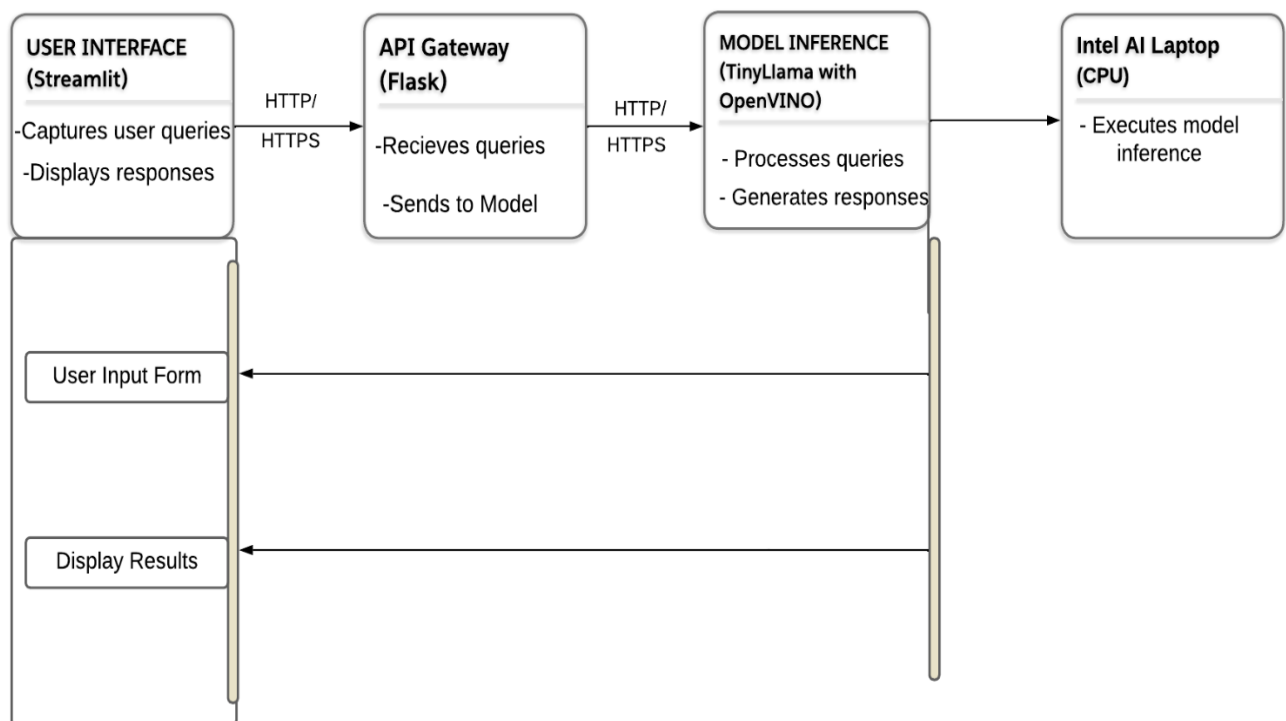 USER INTERFACE
(Streamlit)
-Captures user queries
-Displays responses
HTTP/
HTTPS
API Gateway
(Flask)
-Recieves queries
-Sends to Model
HTTP/
HTTPS
MODEL INFERENCE
(TinyLlama with
OpenVINO)
- Processes queries
- Generates responses
Intel AI Laptop
(CPU)
- Executes model
inference
User Input Form
Display Results